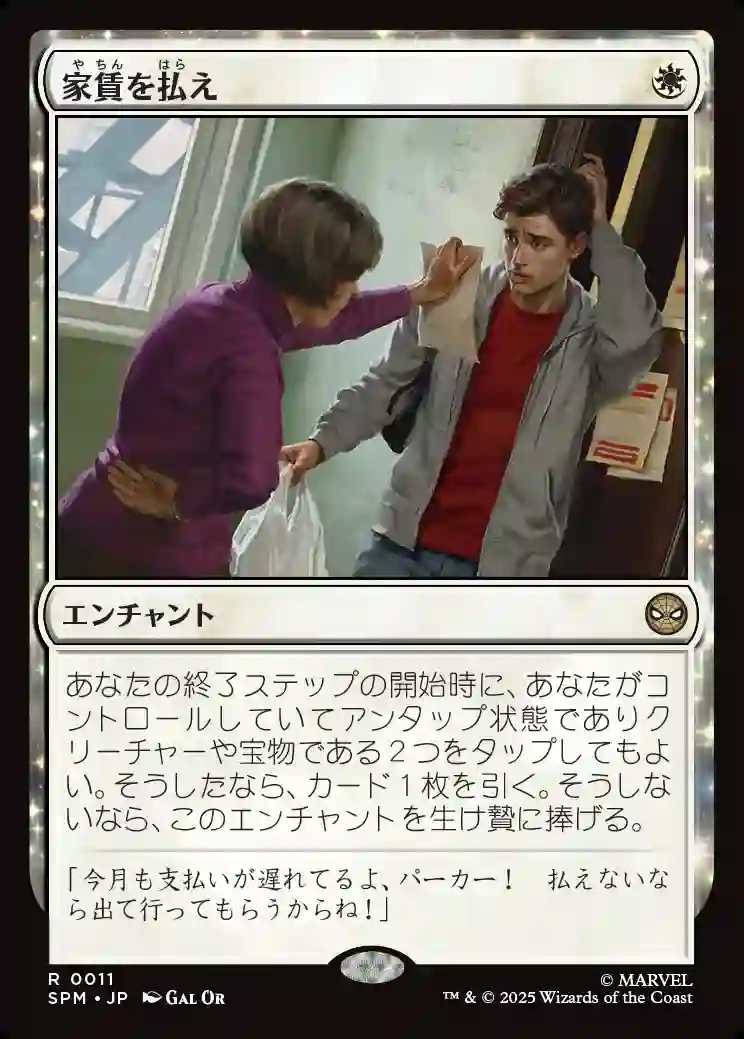 やちん はら
家賃を払え
エンチャント
あなたの終了ステップの開始時に、あなたがコ
ントロールしていてアンタップ状態でありク
リーチャーや宝物である２つをタップしてもよ
い。そうしたなら、カード１枚を引く。そうしな
いなら、このエンチャントを生け贄に捧げる。
「今月も支払いが遅れてるよ、パーカー！　払えないな
ら出て行ってもらうからね！」
R 0011
SPM • JP GAL OR
© MARVEL
™ & © 2025 Wizards of the Coast